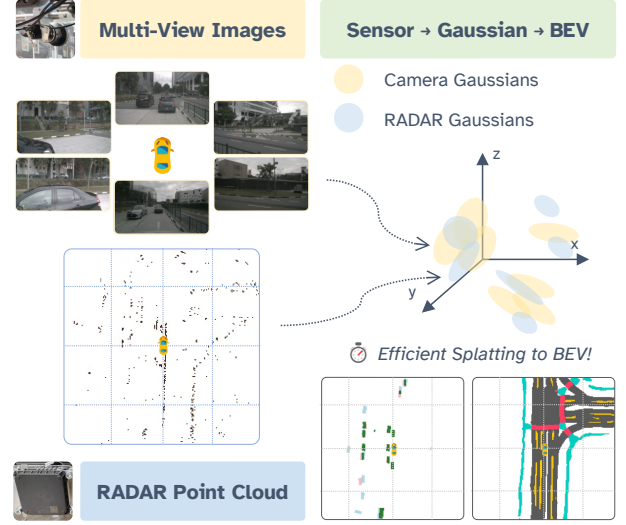 Multi-View Images
Sensor → Gaussian → BEV
Camera Gaussians
RADAR Gaussians
z
x
y
Efficient Splatting to BEV!
RADAR Point Cloud